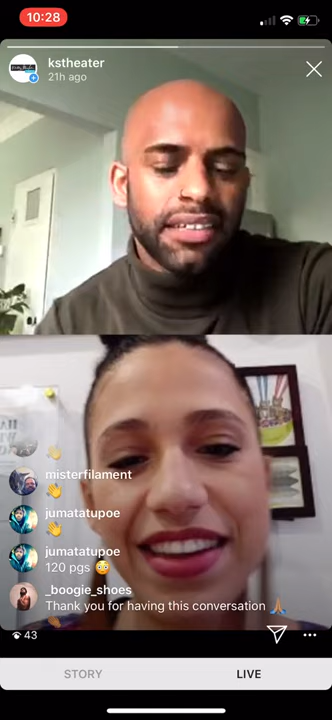 10:28
kstheater
21h ago
misterfilament
👋
jumatatupoe
👋
jumatatupoe
120 pgs 😳
_boogie_shoes
Thank you for having this conversation 🙏🏽
43
STORY
LIVE